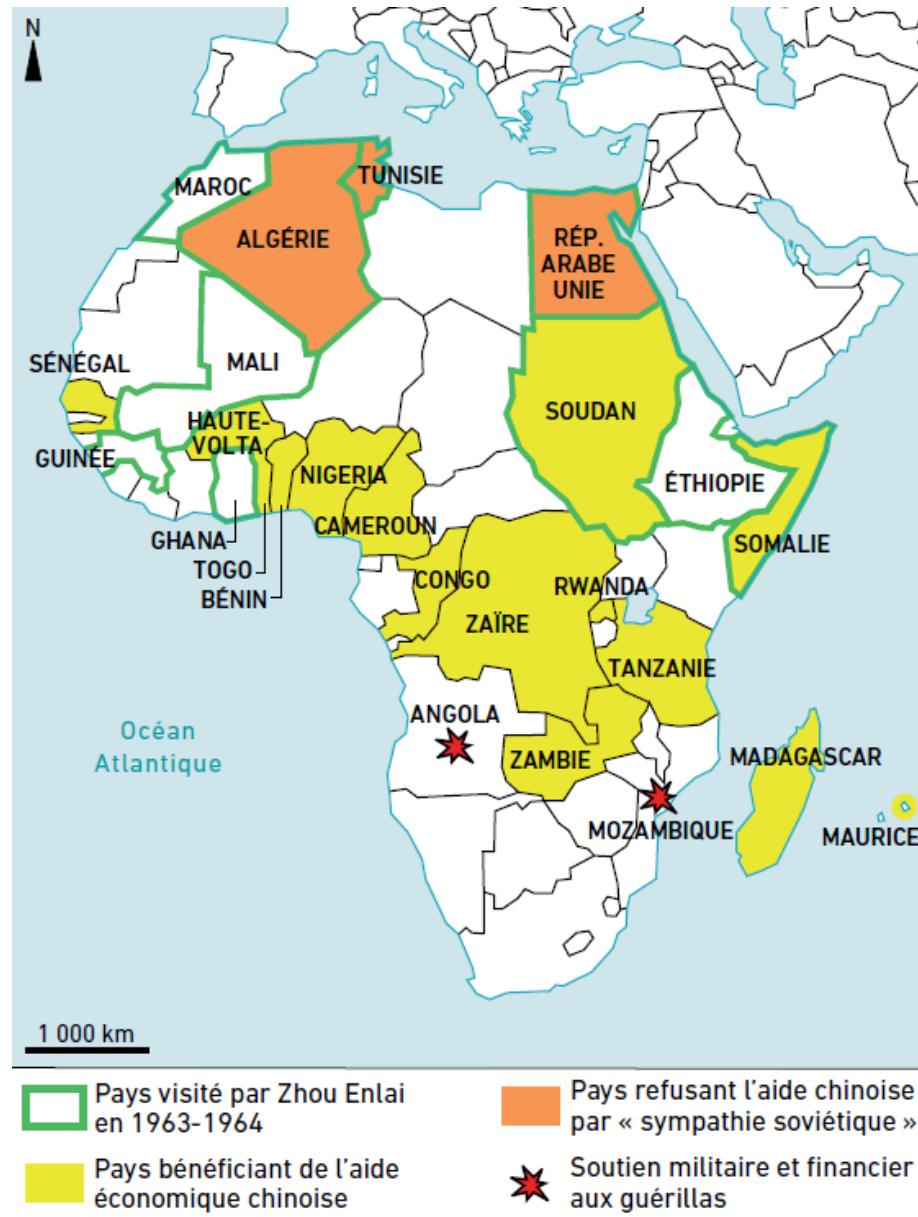 N
MAROC
TUNISIE
ALGÉRIE
RÉP.
ARABE
UNIE
MALI
SÉNÉGAL
HAUTE-
VOLTA
SOUDAN
GUINÉE
NIGERIA
ÉTHIOPIE
GHANA
CAMEROUN
SOMALIE
TOGO
BÉNIN
CONGO
RWANDA
ZAÏRE
TANZANIE
ANGOLA
Océan
Atlantique
ZAMBIE
MADAGASCAR
MOZAMBIQUE
MAURICE
1 000 km
Pays visité par Zhou Enlai
en 1963-1964
Pays refusant l'aide chinoise
par « sympathie soviétique »
Pays bénéficiant de l'aide
économique chinoise
Soutien militaire et financier
aux guérillas